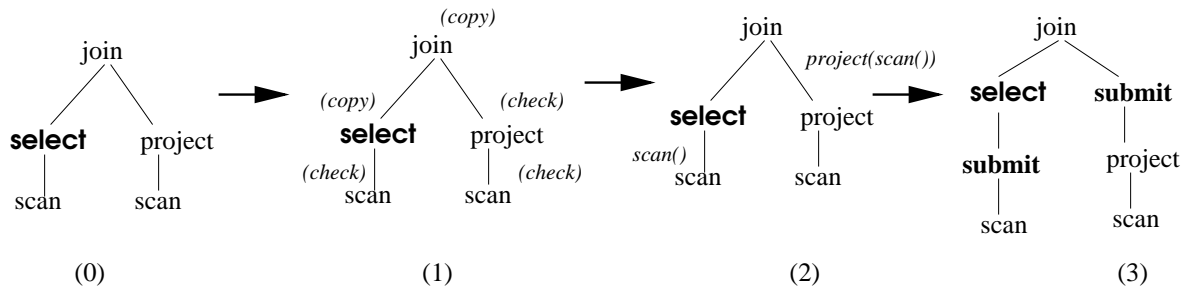 join
select
project
scan
scan
(0)
(copy)
join
(copy)
(check)
select
project
(check)
(check)
scan
scan
(1)
join
project(scan())
select
project
scan()
scan
scan
(2)
join
select
submit
submit
project
scan
scan
(3)